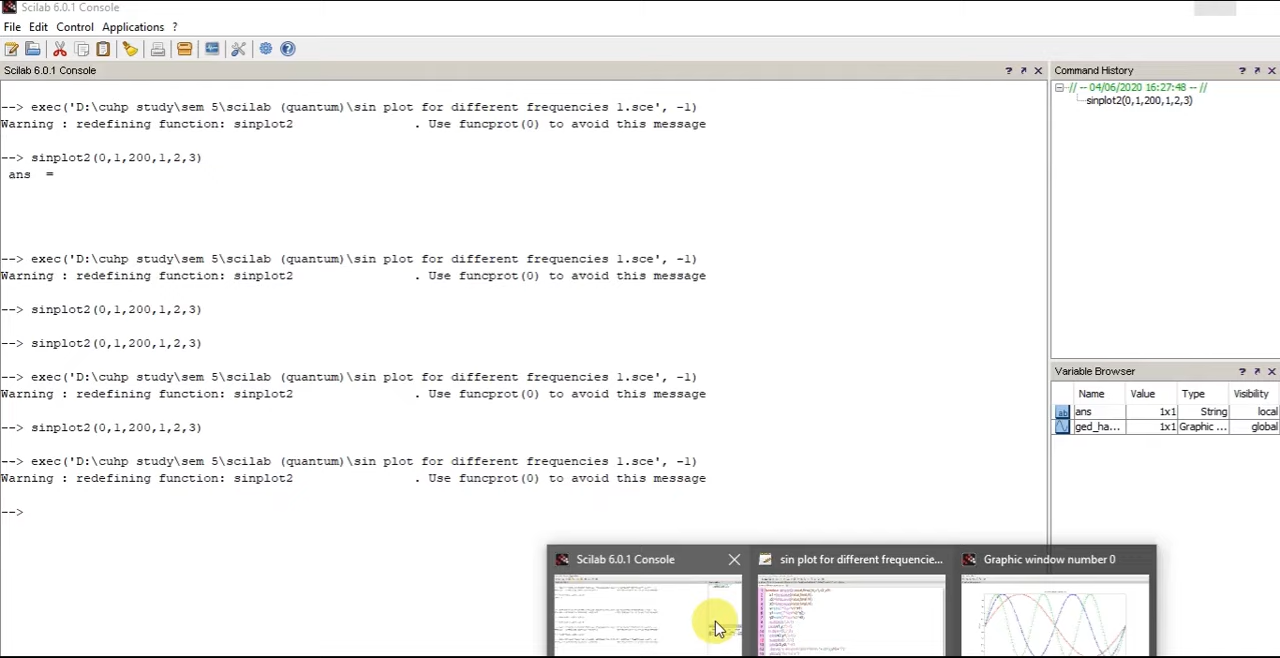 Scilab 6.0.1 Console
File Edit Control Applications ?
Scilab 6.0.1 Console
--> exec('D:\cuhp study\sem 5\scilab (quantum)\sin plot for different frequencies 1.sce', -1)
Warning : redefining function: sinplot2 . Use funcprot(0) to avoid this message
--> sinplot2(0,1,200,1,2,3)
ans =
--> exec('D:\cuhp study\sem 5\scilab (quantum)\sin plot for different frequencies 1.sce', -1)
Warning : redefining function: sinplot2 . Use funcprot(0) to avoid this message
--> sinplot2(0,1,200,1,2,3)
--> sinplot2(0,1,200,1,2,3)
--> exec('D:\cuhp study\sem 5\scilab (quantum)\sin plot for different frequencies 1.sce', -1)
Warning : redefining function: sinplot2 . Use funcprot(0) to avoid this message
--> sinplot2(0,1,200,1,2,3)
--> exec('D:\cuhp study\sem 5\scilab (quantum)\sin plot for different frequencies 1.sce', -1)
Warning : redefining function: sinplot2 . Use funcprot(0) to avoid this message
-->
Command History
// -- 04/06/2020 16:27:48 -- //
sinplot2(0,1,200,1,2,3)
Variable Browser
Name Value Type Visibility
ans 1x1 String local
ged_ha... 1x1 Graphic ... global
Scilab 6.0.1 Console
sin plot for different frequencie...
Graphic window number 0